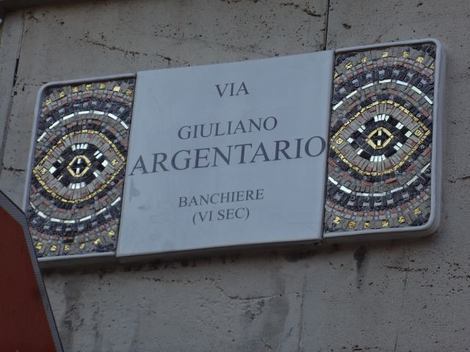 VIA
GIULIANO
ARGENTARIO
BANCHIERE
(VI SEC)